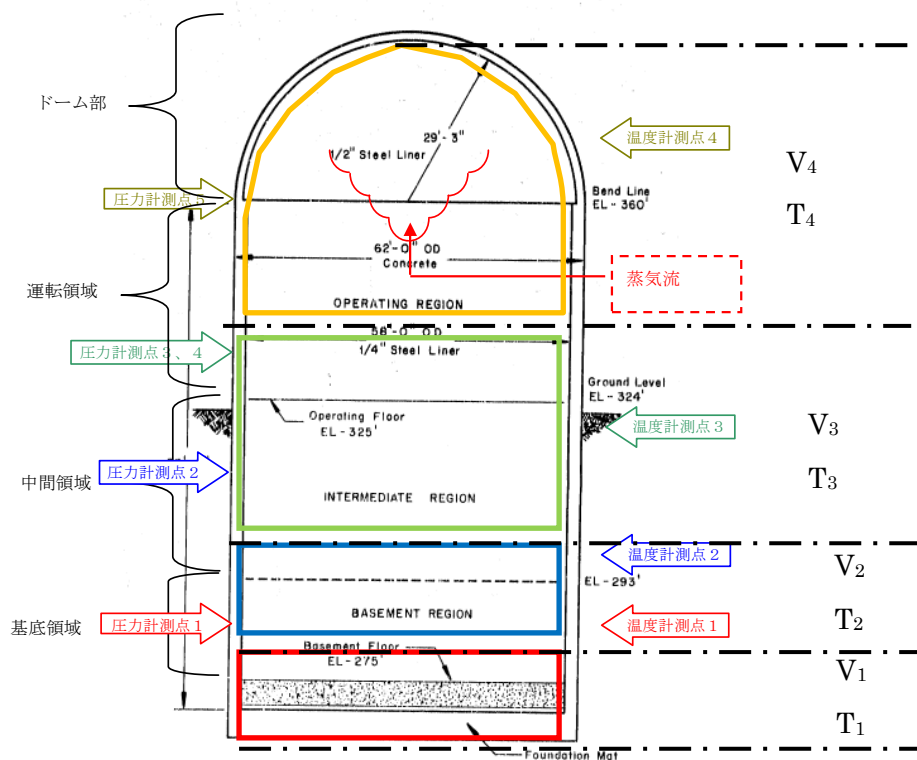 ドーム部
29'-3"
1/2" Steel Liner
温度計測点4
V4
圧力計測点5
Bend Line
EL-360'
T4
62'-0" OD
Concrete
蒸気流
運転領域
OPERATING REGION
O.D
圧力計測点3、4
1/4" Steel Liner
Ground Level
EL-324'
Operating Floor
EL-325'
温度計測点3
V3
圧力計測点2
中間領域
T3
INTERMEDIATE REGION
温度計測点2
V2
EL-293'
基底領域
圧力計測点1
BASEMENT REGION
温度計測点1
T2
Basement Floor
EL-275'
V1
T1
Foundation Mat